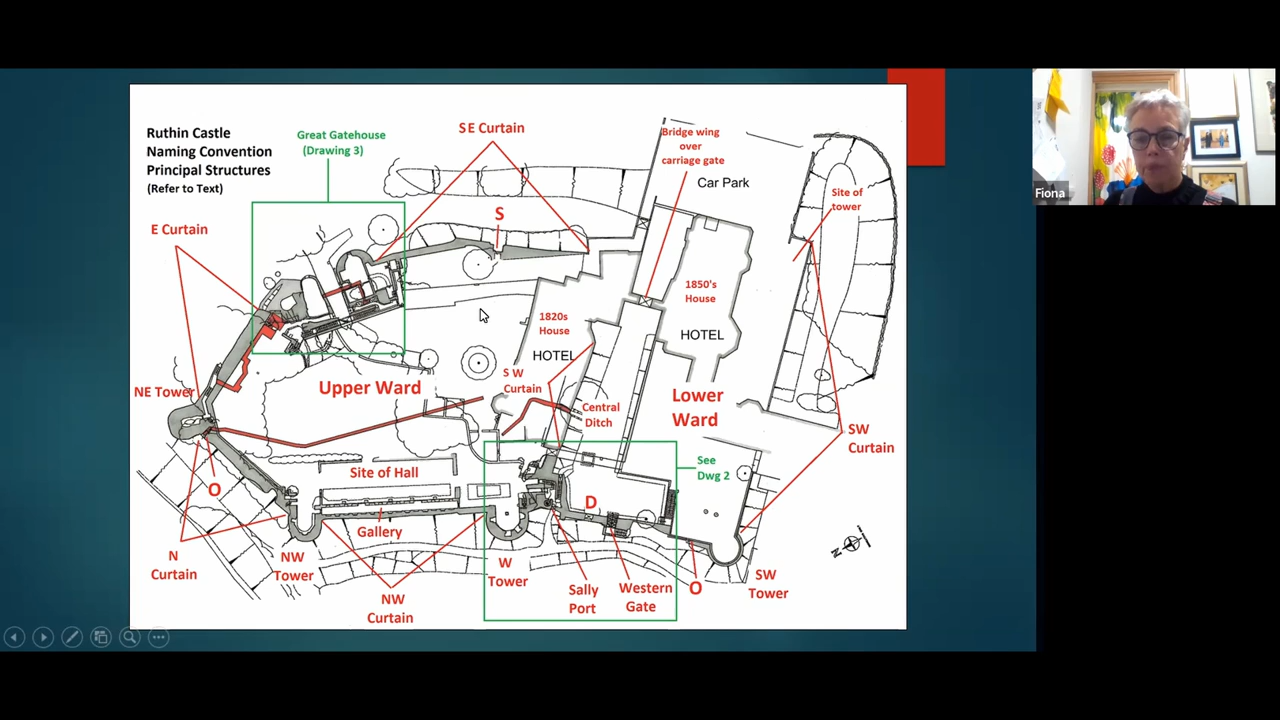 Ruthin Castle
Naming Convention
Principal Structures
(Refer to Text)
Great Gatehouse
(Drawing 3)
SE Curtain
Bridge wing
over
carriage gate
Car Park
Site of
tower
E Curtain
S
1850's
House
HOTEL
1820s
House
HOTEL
NE Tower
Upper Ward
S W
Curtain
Central
Ditch
Lower
Ward
SW
Curtain
See
Dwg 2
Site of Hall
O
D
Gallery
N
Curtain
NW
Tower
NW
Curtain
W
Tower
Sally
Port
Western
Gate
O
SW
Tower
N
Fiona